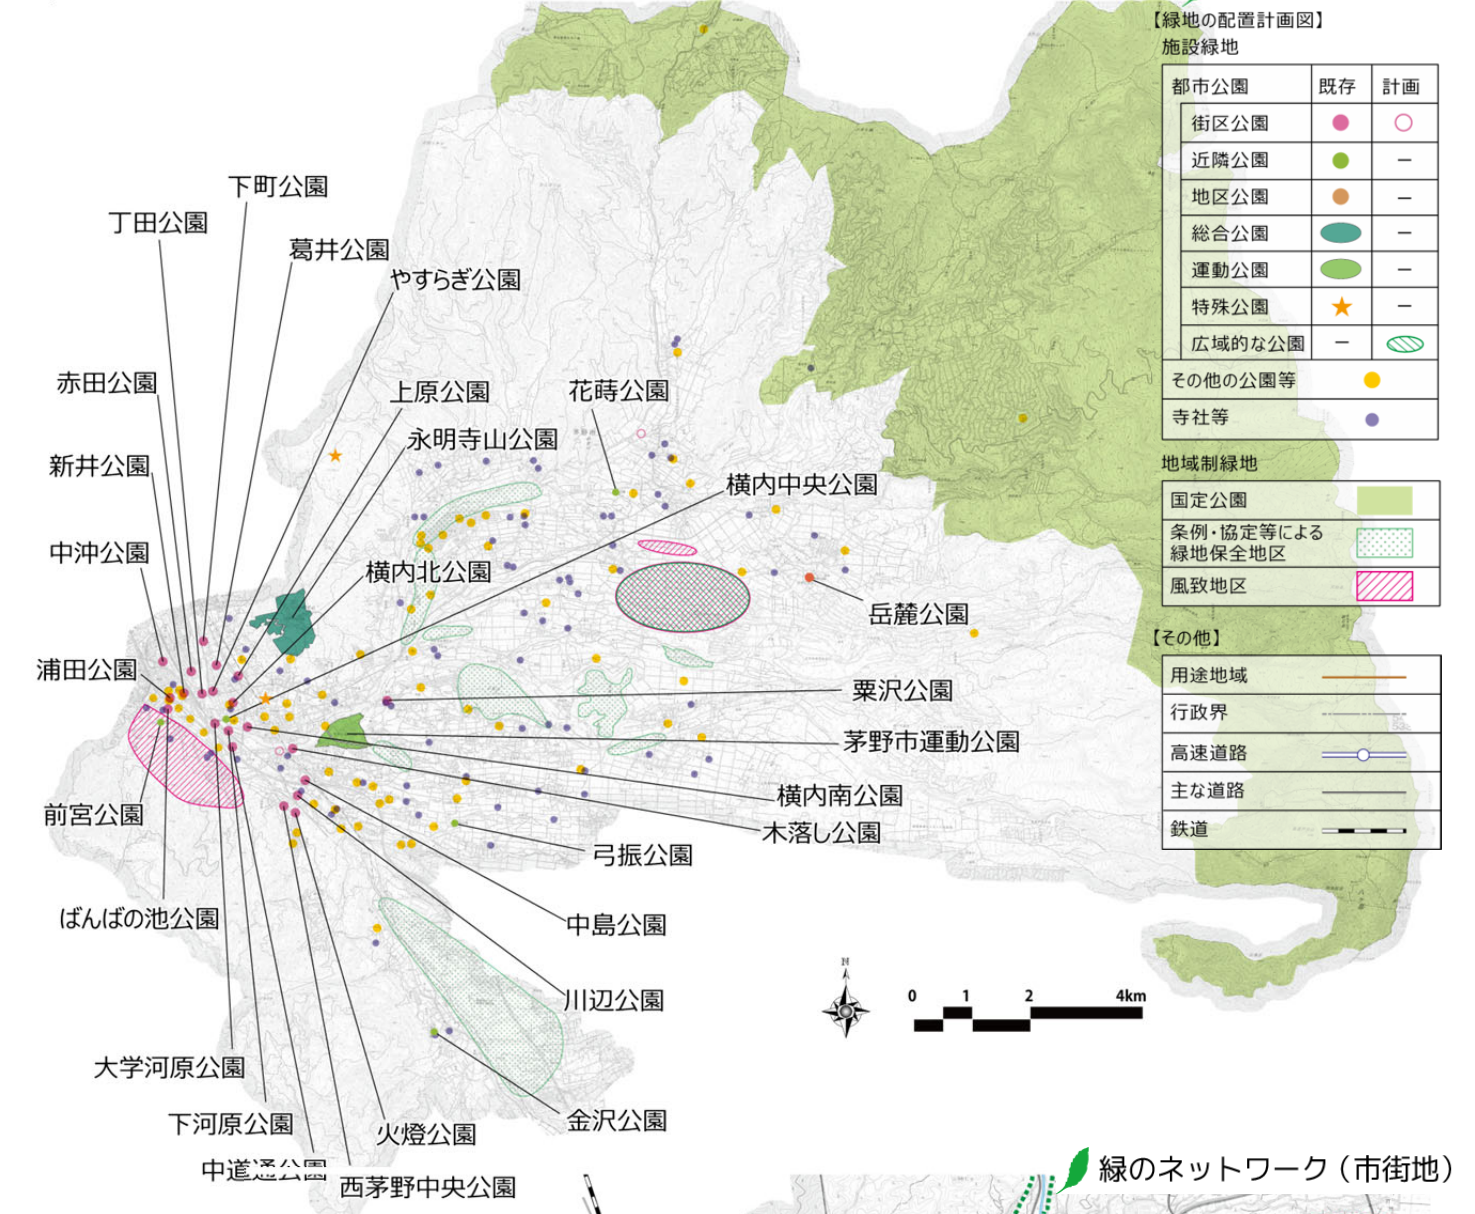 【緑地の配置計画図】
施設緑地
都市公園 既存 計画
街区公園
近隣公園 －
地区公園 －
総合公園 －
運動公園 －
特殊公園 －
広域的な公園 －
その他の公園等
寺社等
地域制緑地
国定公園
条例・協定等による
緑地保全地区
風致地区
【その他】
用途地域
行政界
高速道路
主な道路
鉄道
下町公園
丁田公園
葛井公園
やすらぎ公園
赤田公園
上原公園
花蒔公園
永明寺山公園
新井公園
横内中央公園
中沖公園
横内北公園
岳麓公園
浦田公園
粟沢公園
茅野市運動公園
横内南公園
前宮公園
木落し公園
弓振公園
ばんばの池公園
中島公園
川辺公園
大学河原公園
下河原公園
金沢公園
火燈公園
中道通公園
西茅野中央公園
N
0 1 2 4km
緑のネットワーク（市街地）